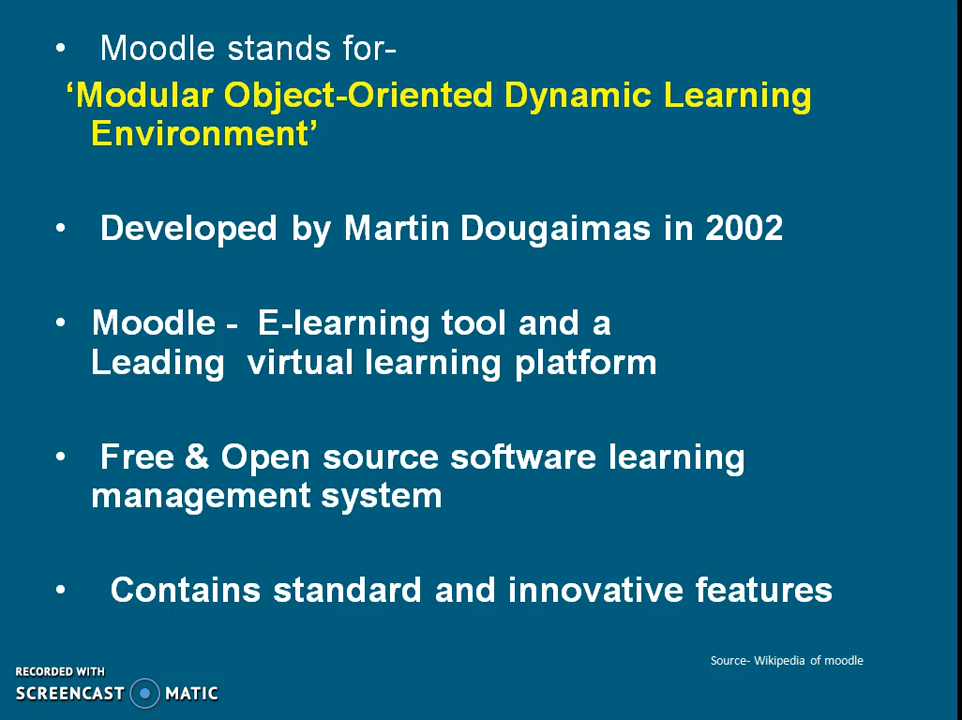 • Moodle stands for-
‘Modular Object-Oriented Dynamic Learning
Environment’
• Developed by Martin Dougaimas in 2002
• Moodle - E-learning tool and a
Leading virtual learning platform
• Free & Open source software learning
management system
• Contains standard and innovative features
Source- Wikipedia of moodle
RECORDED WITH
SCREENCAST MATIC